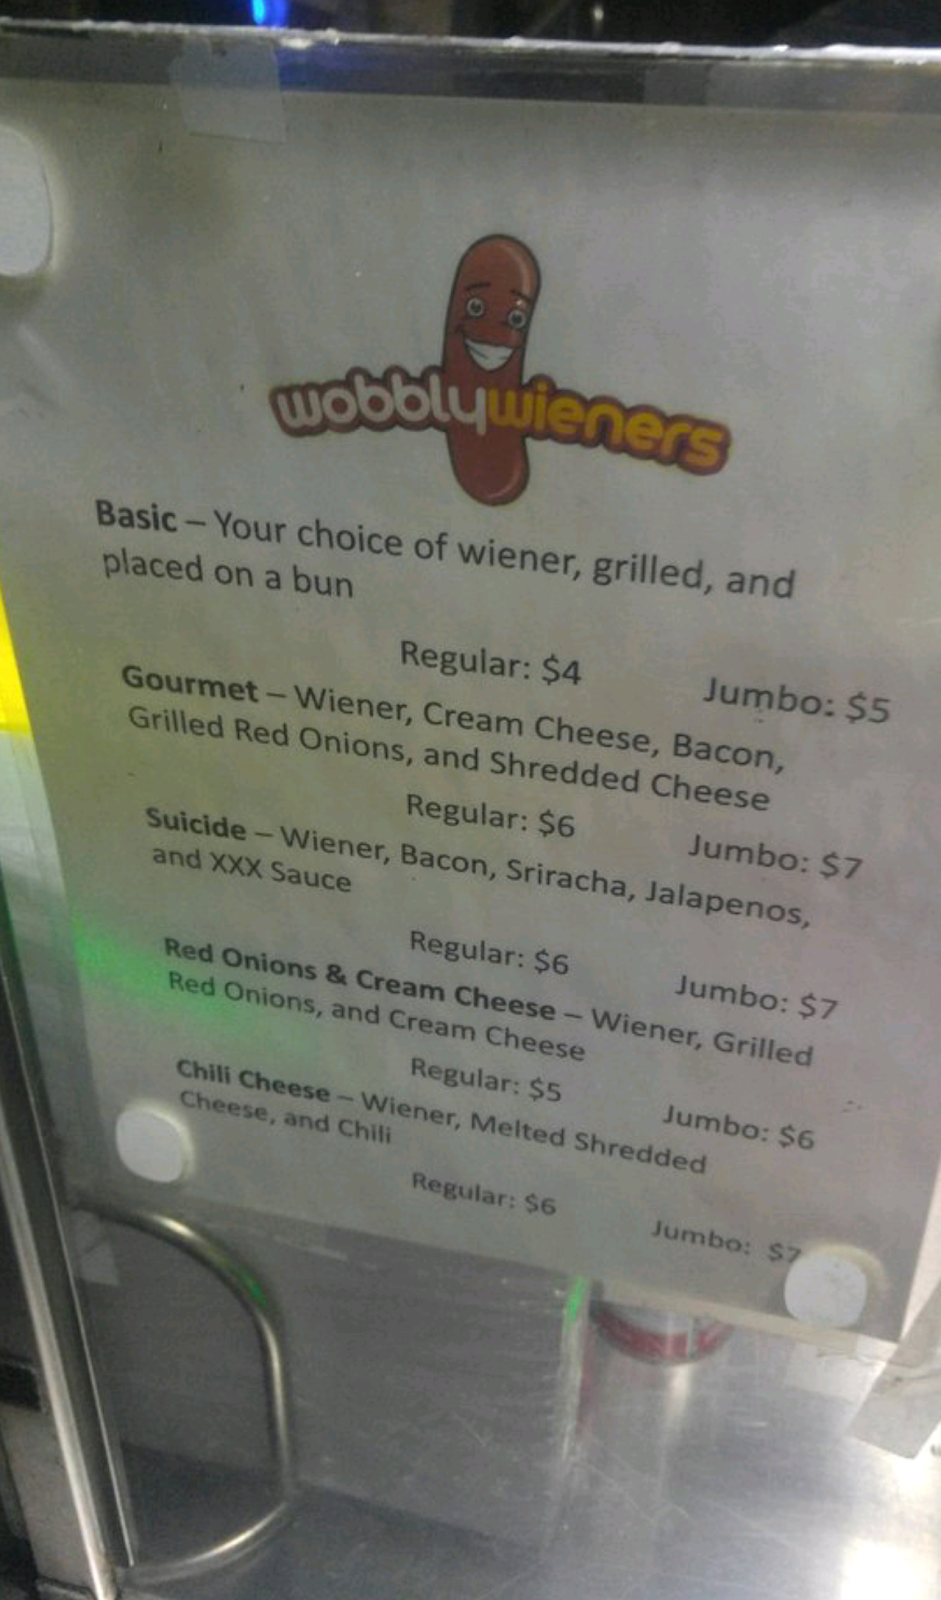 wobblywieners
Basic – Your choice of wiener, grilled, and
placed on a bun
Regular: $4 Jumbo: $5
Gourmet – Wiener, Cream Cheese, Bacon,
Grilled Red Onions, and Shredded Cheese
Regular: $6 Jumbo: $7
Suicide – Wiener, Bacon, Sriracha, Jalapenos,
and XXX Sauce
Regular: $6 Jumbo: $7
Red Onions & Cream Cheese – Wiener, Grilled
Red Onions, and Cream Cheese
Regular: $5 Jumbo: $6
Chili Cheese – Wiener, Melted Shredded
Cheese, and Chili
Regular: $6 Jumbo: $7